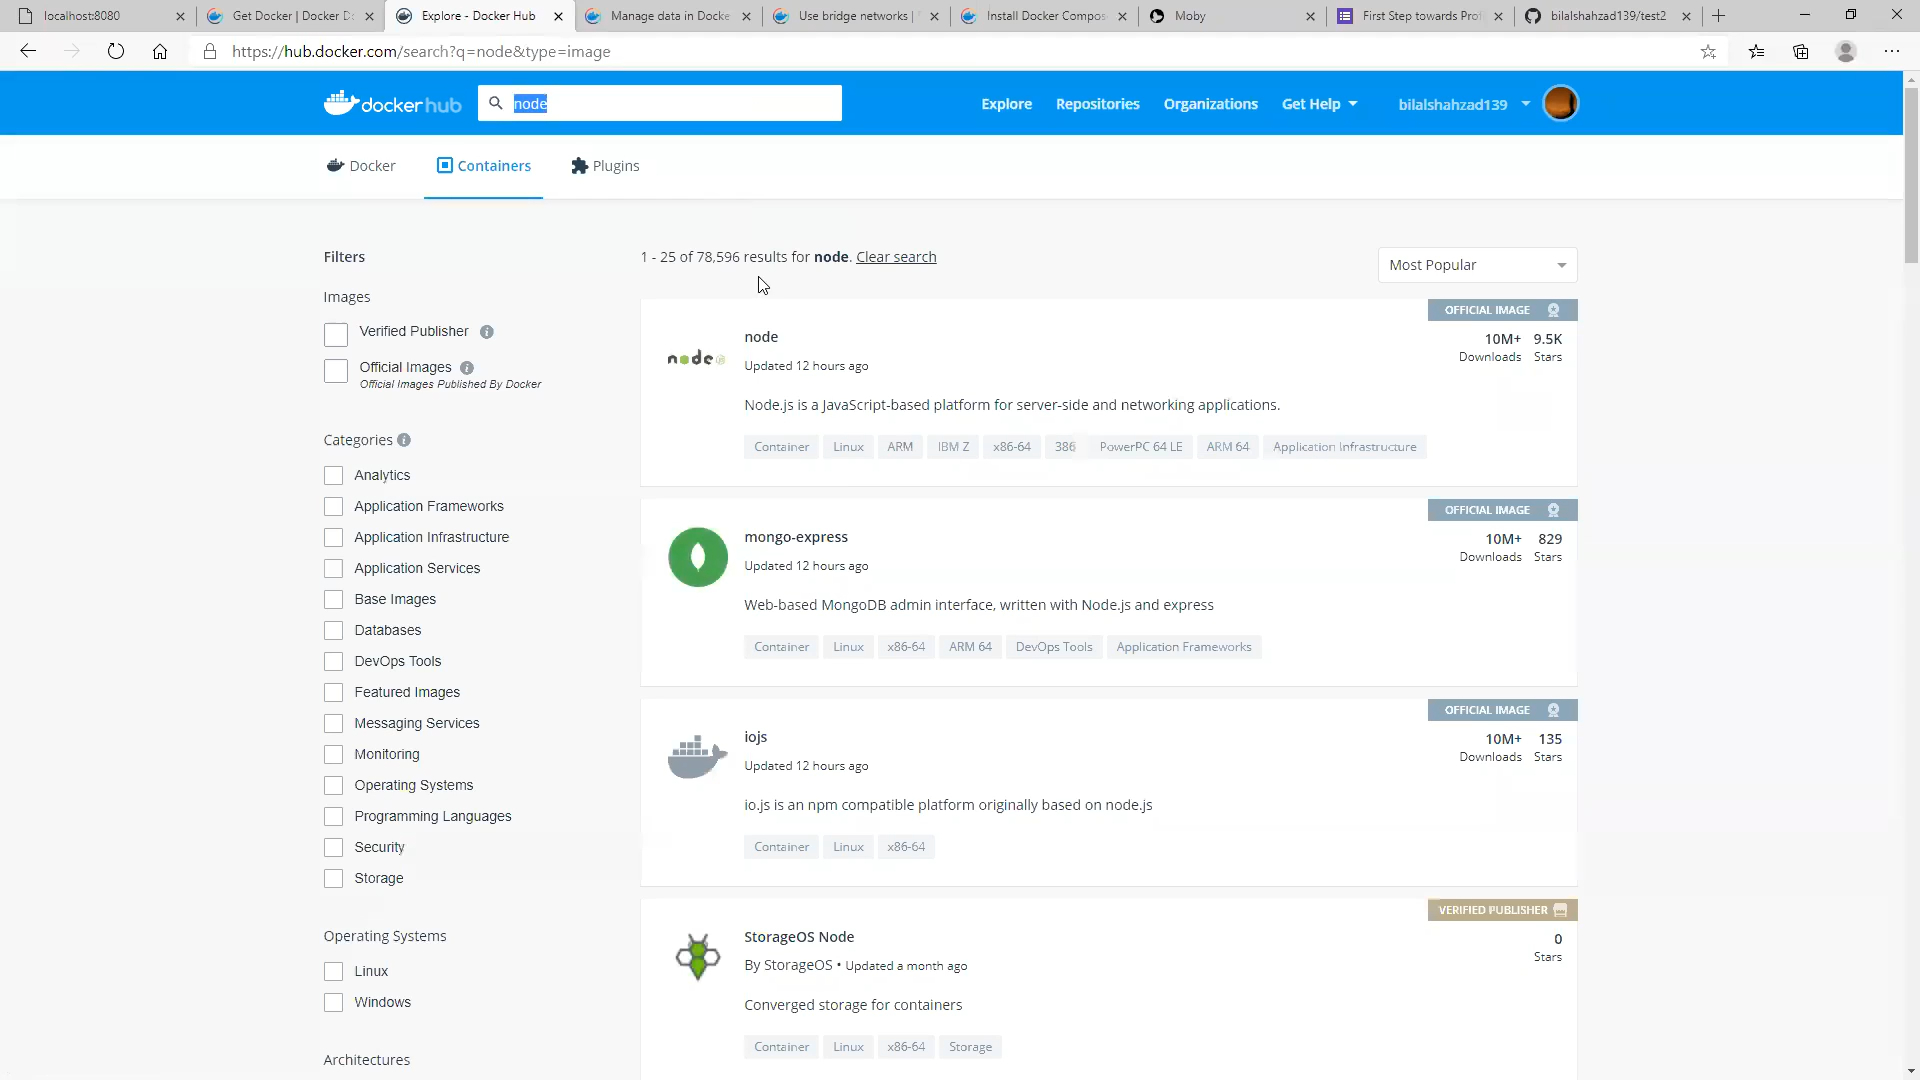 localhost:8080
Get Docker | Docker D
Explore - Docker Hub
Manage data in Docke
Use bridge networks |
Install Docker Compos
Moby
First Step towards Prof
bilalshahzad139/test2
https://hub.docker.com/search?q=node&type=image
docker hub
node
Explore
Repositories
Organizations
Get Help
bilalshahzad139
Docker
Containers
Plugins
Filters
1 - 25 of 78,596 results for node. Clear search
Most Popular
Images
Verified Publisher
Official Images
Official Images Published By Docker
Categories
Analytics
Application Frameworks
Application Infrastructure
Application Services
Base Images
Databases
DevOps Tools
Featured Images
Messaging Services
Monitoring
Operating Systems
Programming Languages
Security
Storage
Operating Systems
Linux
Windows
Architectures
OFFICIAL IMAGE
node
node
10M+ 9.5K
Downloads Stars
Updated 12 hours ago
Node.js is a JavaScript-based platform for server-side and networking applications.
Container Linux ARM IBM Z x86-64 386 PowerPC 64 LE ARM 64 Application Infrastructure
OFFICIAL IMAGE
mongo-express
10M+ 829
Downloads Stars
Updated 12 hours ago
Web-based MongoDB admin interface, written with Node.js and express
Container Linux x86-64 ARM 64 DevOps Tools Application Frameworks
OFFICIAL IMAGE
iojs
10M+ 135
Downloads Stars
Updated 12 hours ago
io.js is an npm compatible platform originally based on node.js
Container Linux x86-64
VERIFIED PUBLISHER
StorageOS Node
0
Stars
By StorageOS • Updated a month ago
Converged storage for containers
Container Linux x86-64 Storage